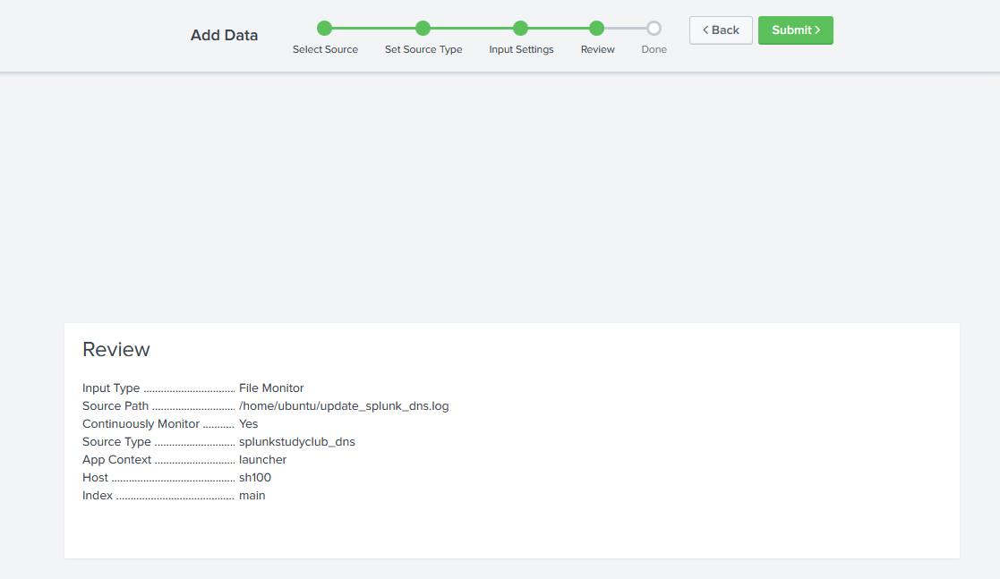 Add Data
Select Source
Set Source Type
Input Settings
Review
Done
< Back
Submit >
Review
Input Type ................................ File Monitor
Source Path ............................. /home/ubuntu/update_splunk_dns.log
Continuously Monitor ........... Yes
Source Type ............................ splunkstudyclub_dns
App Context ............................ launcher
Host ........................................... sh100
Index ......................................... main